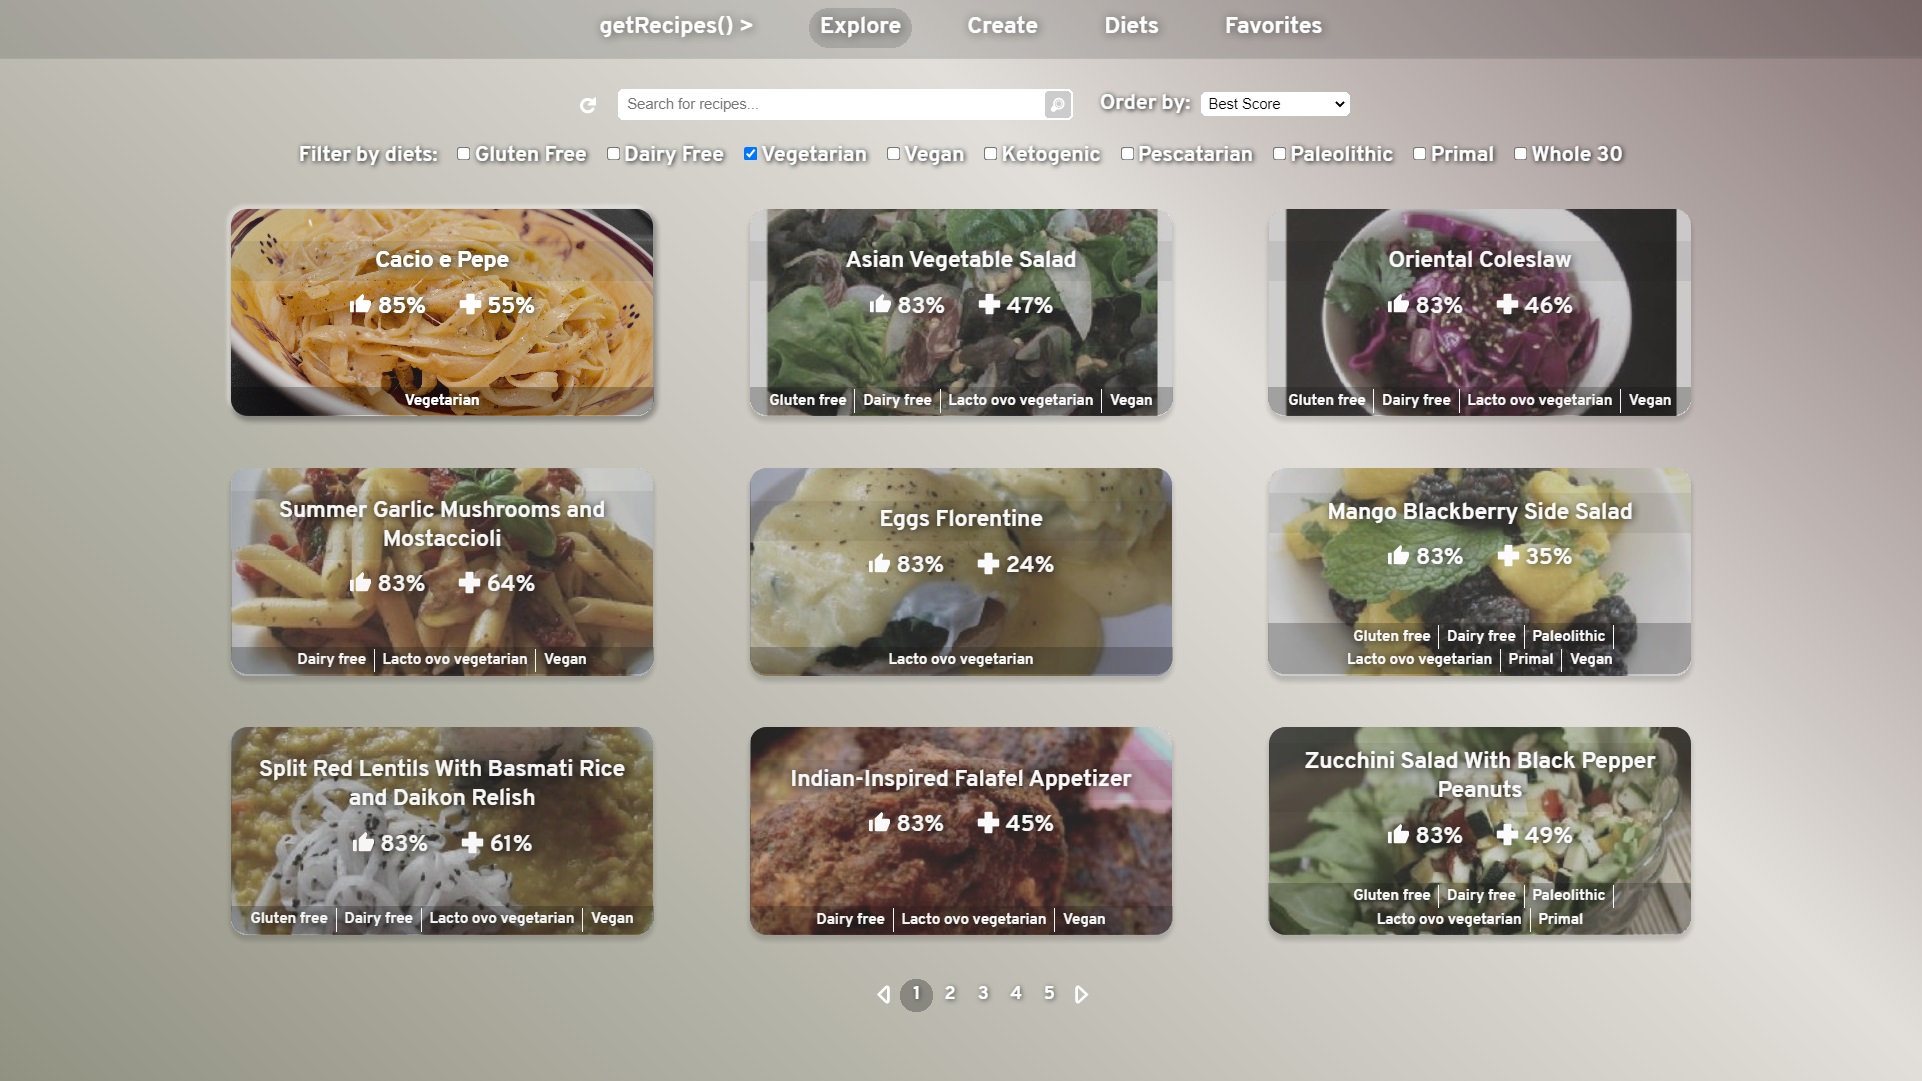 getRecipes() >
Explore
Create
Diets
Favorites
Search for recipes...
Order by:
Best Score
Filter by diets:
Gluten Free
Dairy Free
Vegetarian
Vegan
Ketogenic
Pescatarian
Paleolithic
Primal
Whole 30
Cacio e Pepe
85% 55%
Vegetarian
Asian Vegetable Salad
83% 47%
Gluten free Dairy free Lacto ovo vegetarian Vegan
Oriental Coleslaw
83% 46%
Gluten free Dairy free Lacto ovo vegetarian Vegan
Summer Garlic Mushrooms and
Mostaccioli
83% 64%
Dairy free Lacto ovo vegetarian Vegan
Eggs Florentine
83% 24%
Lacto ovo vegetarian
Mango Blackberry Side Salad
83% 35%
Gluten free Dairy free Paleolithic
Lacto ovo vegetarian Primal Vegan
Split Red Lentils With Basmati Rice
and Daikon Relish
83% 61%
Gluten free Dairy free Lacto ovo vegetarian Vegan
Indian-Inspired Falafel Appetizer
83% 45%
Dairy free Lacto ovo vegetarian Vegan
Zucchini Salad With Black Pepper
Peanuts
83% 49%
Gluten free Dairy free Paleolithic
Lacto ovo vegetarian Primal
1 2 3 4 5